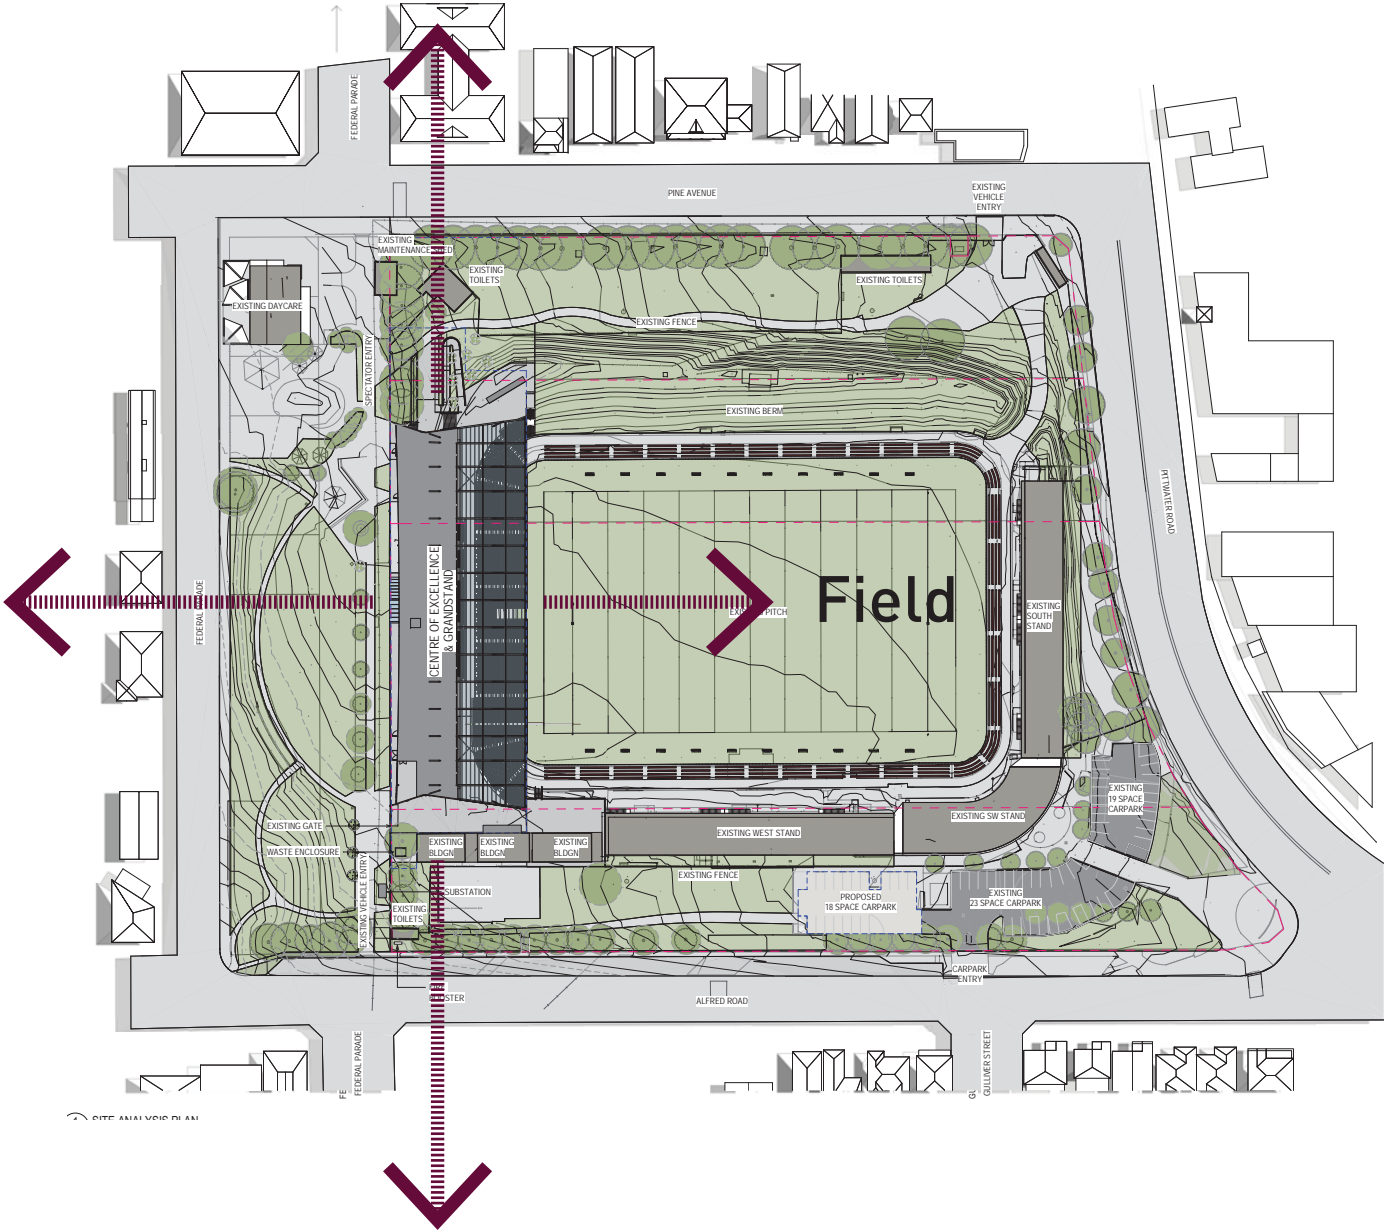 FEDERAL PARADE
PINE AVENUE
EXISTING
VEHICLE
ENTRY
EXISTING
MAINTENANCE SHED
EXISTING
TOILETS
EXISTING TOILETS
EXISTING DAYCARE
EXISTING FENCE
SPECTATOR ENTRY
EXISTING BERM
PITTWATER ROAD
FEDERAL PARADE
CENTRE OF EXCELLENCE
& GRANDSTAND
PITCH
Field
EXISTING
SOUTH
STAND
EXISTING
19 SPACE
CARPARK
EXISTING GATE
WASTE ENCLOSURE
EXISTING VEHICLE ENTRY
EXISTING
BLDGN
EXISTING
BLDGN
EXISTING
BLDGN
EXISTING WEST STAND
EXISTING SW STAND
EXISTING FENCE
SUBSTATION
EXISTING
TOILETS
PROPOSED
18 SPACE CARPARK
EXISTING
23 SPACE CARPARK
CARPARK
ENTRY
ALFRED ROAD
FEDERAL PARADE
GULLIVER STREET
SITE ANALYSIS PLAN